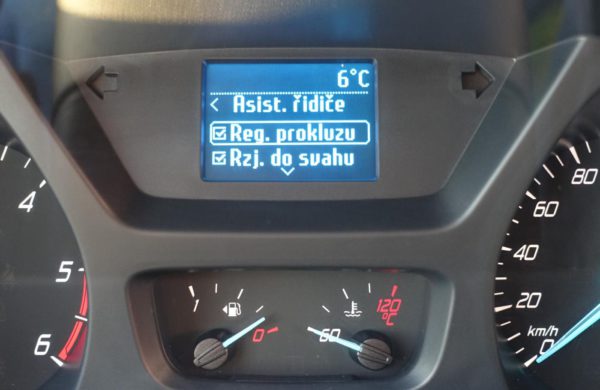 6°C
< Asist. řidiče
Reg. prokluzu
Rzj. do svahu
4
5
6
1
0
60
120
°C
80
60
40
20
km/h
0